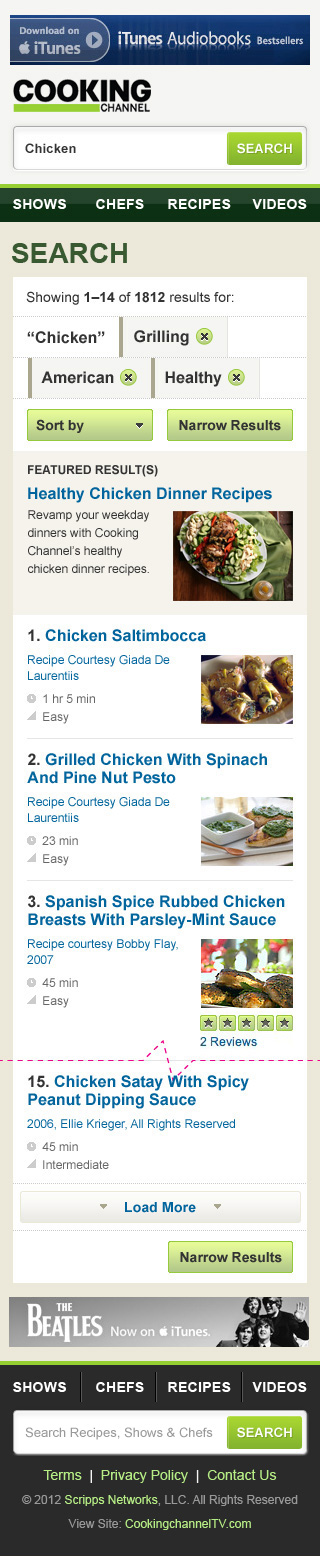 Download on
iTunes
iTunes Audiobooks Bestsellers
COOKING
CHANNEL
Chicken
SEARCH
SHOWS CHEFS RECIPES VIDEOS
SEARCH
Showing 1–14 of 1812 results for:
“Chicken” Grilling
American Healthy
Sort by Narrow Results
FEATURED RESULT(S)
Healthy Chicken Dinner Recipes
Revamp your weekday
dinners with Cooking
Channel's healthy
chicken dinner recipes.
1. Chicken Saltimbocca
Recipe Courtesy Giada De
Laurentiis
1 hr 5 min
Easy
2. Grilled Chicken With Spinach
And Pine Nut Pesto
Recipe Courtesy Giada De
Laurentiis
23 min
Easy
3. Spanish Spice Rubbed Chicken
Breasts With Parsley-Mint Sauce
Recipe courtesy Bobby Flay,
2007
45 min
Easy
2 Reviews
15. Chicken Satay With Spicy
Peanut Dipping Sauce
2006, Ellie Krieger, All Rights Reserved
45 min
Intermediate
Load More
Narrow Results
THE
BEATLES Now on iTunes.
SHOWS CHEFS RECIPES VIDEOS
Search Recipes, Shows & Chefs SEARCH
Terms | Privacy Policy | Contact Us
© 2012 Scripps Networks, LLC. All Rights Reserved
View Site: CookingchannelTV.com